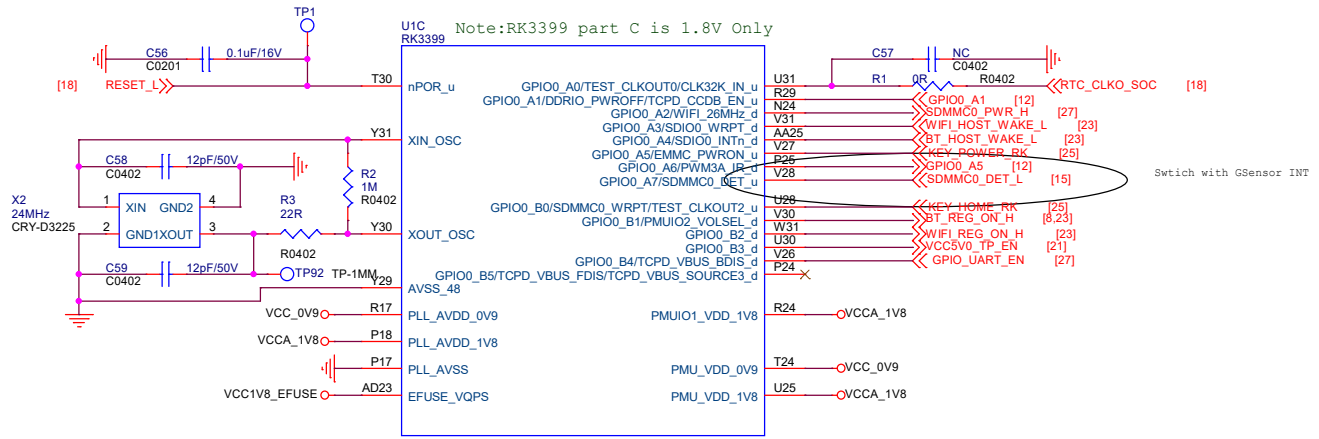 TP1
U1C
RK3399
Note:RK3399 part C is 1.8V Only
C56
0.1uF/16V
C0201
[18]
RESET_L
T30
nPOR_u
C57
NC
C0402
U31
GPIO0_A0/TEST_CLKOUT0/CLK32K_IN_u
R1
0R
R0402
RTC_CLKO_SOC
[18]
GPIO0_A1/DDRIO_PWROFF/TCPD_CCDB_EN_u
R29
GPIO0_A1
[12]
GPIO0_A2/WIFI_26MHz_d
N24
SDMMC0_PWR_H
[27]
GPIO0_A3/SDIO0_WRPT_d
V31
WIFI_HOST_WAKE_L
[23]
GPIO0_A4/SDIO0_INTn_d
AA25
BT_HOST_WAKE_L
[23]
GPIO0_A5/EMMC_PWRON_u
V27
KEY_POWER_RK
[25]
GPIO0_A6/PWM3A_IR_d
P25
GPIO0_A5
[12]
GPIO0_A7/SDMMC0_DET_u
V28
SDMMC0_DET_L
[15]
Swtich with GSensor INT
GPIO0_B0/SDMMC0_WRPT/TEST_CLKOUT2_u
U28
KEY_HOME_RK
[25]
GPIO0_B1/PMUIO2_VOLSEL_d
V30
BT_REG_ON_H
[8,23]
GPIO0_B2_d
W31
WIFI_REG_ON_H
[23]
GPIO0_B3_d
U30
VCC5V0_TP_EN
[21]
GPIO0_B4/TCPD_VBUS_BDIS_d
V26
GPIO_UART_EN
[27]
GPIO0_B5/TCPD_VBUS_FDIS/TCPD_VBUS_SOURCE3_d
P24
Y31
XIN_OSC
C58
12pF/50V
C0402
R2
1M
R0402
X2
24MHz
CRY-D3225
1
XIN
GND2
4
2
GND1
XOUT
3
R3
22R
R0402
Y30
XOUT_OSC
C59
12pF/50V
C0402
TP92
TP-1MM
Y29
AVSS_48
VCC_0V9
R17
PLL_AVDD_0V9
PMUIO1_VDD_1V8
R24
VCCA_1V8
VCCA_1V8
P18
PLL_AVDD_1V8
P17
PLL_AVSS
PMU_VDD_0V9
T24
VCC_0V9
VCC1V8_EFUSE
AD23
EFUSE_VQPS
PMU_VDD_1V8
U25
VCCA_1V8